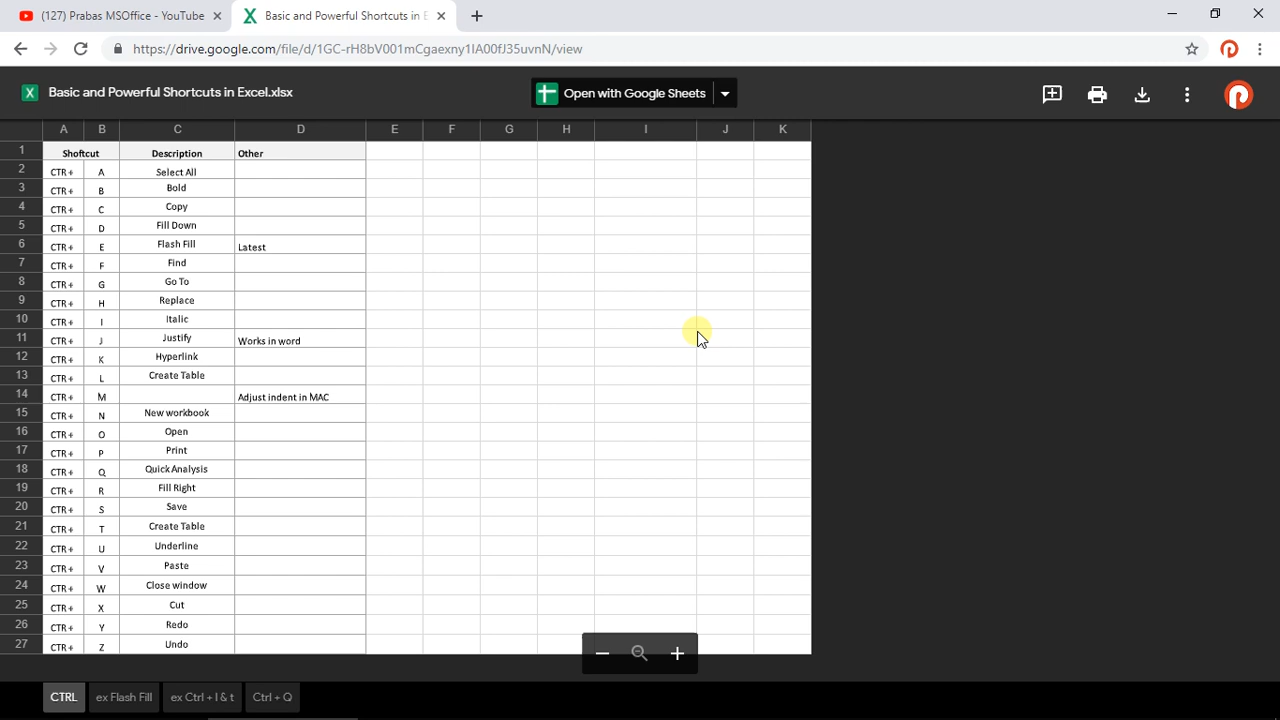 (127) Prabas MSOffice - YouTube
Basic and Powerful Shortcuts in E
https://drive.google.com/file/d/1GC-rH8bV001mCgaexny1IA00fJ35uvnN/view
X Basic and Powerful Shortcuts in Excel.xlsx
Open with Google Sheets
A B C D E F G H I J K
1 Shoftcut Description Other
2 CTR+ A Select All
3 CTR+ B Bold
4 CTR+ C Copy
5 CTR+ D Fill Down
6 CTR+ E Flash Fill Latest
7 CTR+ F Find
8 CTR+ G Go To
9 CTR+ H Replace
10 CTR+ I Italic
11 CTR+ J Justify Works in word
12 CTR+ K Hyperlink
13 CTR+ L Create Table
14 CTR+ M Adjust indent in MAC
15 CTR+ N New workbook
16 CTR+ O Open
17 CTR+ P Print
18 CTR+ Q Quick Analysis
19 CTR+ R Fill Right
20 CTR+ S Save
21 CTR+ T Create Table
22 CTR+ U Underline
23 CTR+ V Paste
24 CTR+ W Close window
25 CTR+ X Cut
26 CTR+ Y Redo
27 CTR+ Z Undo
CTRL ex Flash Fill ex Ctrl + I & t Ctrl + Q